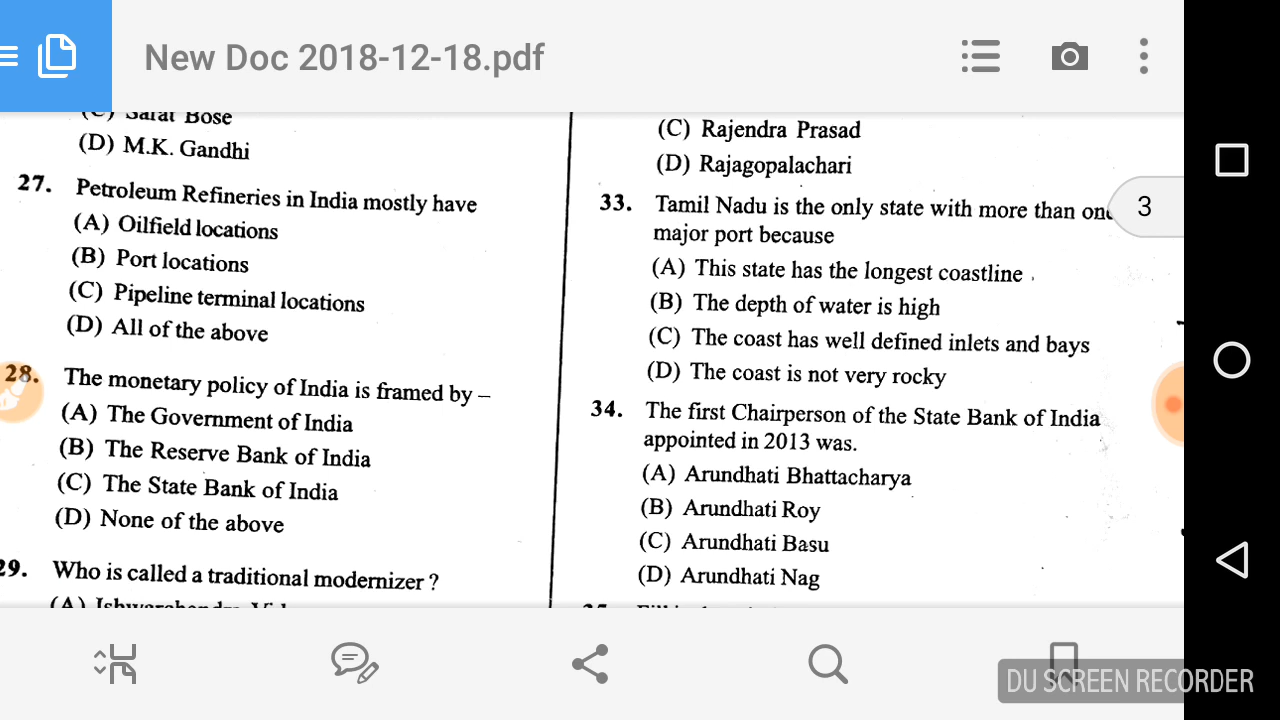 New Doc 2018-12-18.pdf
(C) Sarat Bose
(D) M.K. Gandhi
27. Petroleum Refineries in India mostly have
(A) Oilfield locations
(B) Port locations
(C) Pipeline terminal locations
(D) All of the above
28. The monetary policy of India is framed by –
(A) The Government of India
(B) The Reserve Bank of India
(C) The State Bank of India
(D) None of the above
29. Who is called a traditional modernizer ?
(A)
(C) Rajendra Prasad
(D) Rajagopalachari
33. Tamil Nadu is the only state with more than one
major port because
(A) This state has the longest coastline .
(B) The depth of water is high
(C) The coast has well defined inlets and bays
(D) The coast is not very rocky
34. The first Chairperson of the State Bank of India
appointed in 2013 was.
(A) Arundhati Bhattacharya
(B) Arundhati Roy
(C) Arundhati Basu
(D) Arundhati Nag
3
DU SCREEN RECORDER